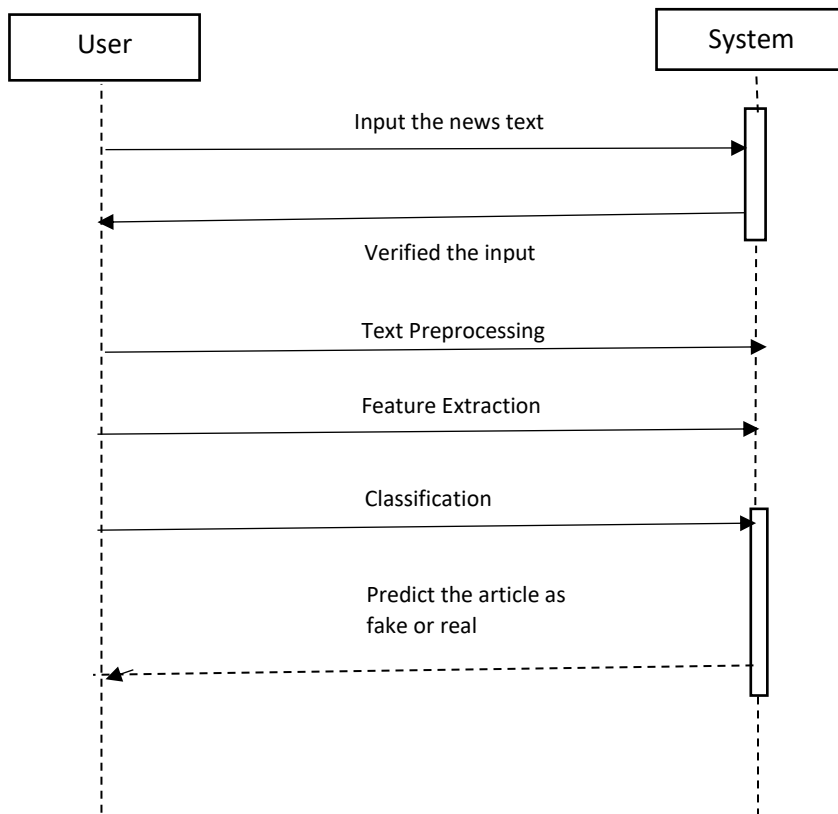 User
System
Input the news text
Verified the input
Text Preprocessing
Feature Extraction
Classification
Predict the article as
fake or real